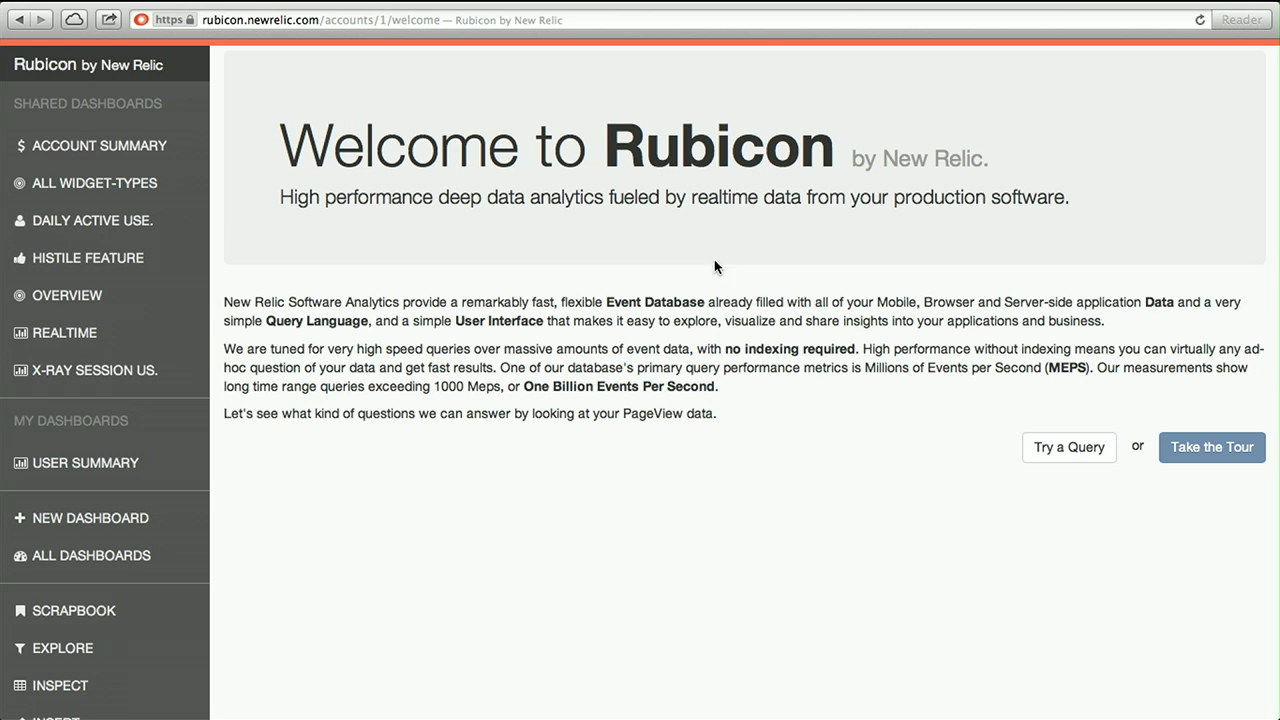 https rubicon.newrelic.com/accounts/1/welcome — Rubicon by New Relic
Reader
Rubicon by New Relic
SHARED DASHBOARDS
$ ACCOUNT SUMMARY
ALL WIDGET-TYPES
DAILY ACTIVE USE.
HISTILE FEATURE
OVERVIEW
REALTIME
X-RAY SESSION US.
MY DASHBOARDS
USER SUMMARY
+ NEW DASHBOARD
ALL DASHBOARDS
SCRAPBOOK
EXPLORE
INSPECT
Welcome to Rubicon by New Relic.
High performance deep data analytics fueled by realtime data from your production software.
New Relic Software Analytics provide a remarkably fast, flexible Event Database already filled with all of your Mobile, Browser and Server-side application Data and a very
simple Query Language, and a simple User Interface that makes it easy to explore, visualize and share insights into your applications and business.
We are tuned for very high speed queries over massive amounts of event data, with no indexing required. High performance without indexing means you can virtually any ad-
hoc question of your data and get fast results. One of our database's primary query performance metrics is Millions of Events per Second (MEPS). Our measurements show
long time range queries exceeding 1000 Meps, or One Billion Events Per Second.
Let's see what kind of questions we can answer by looking at your PageView data.
Try a Query or Take the Tour